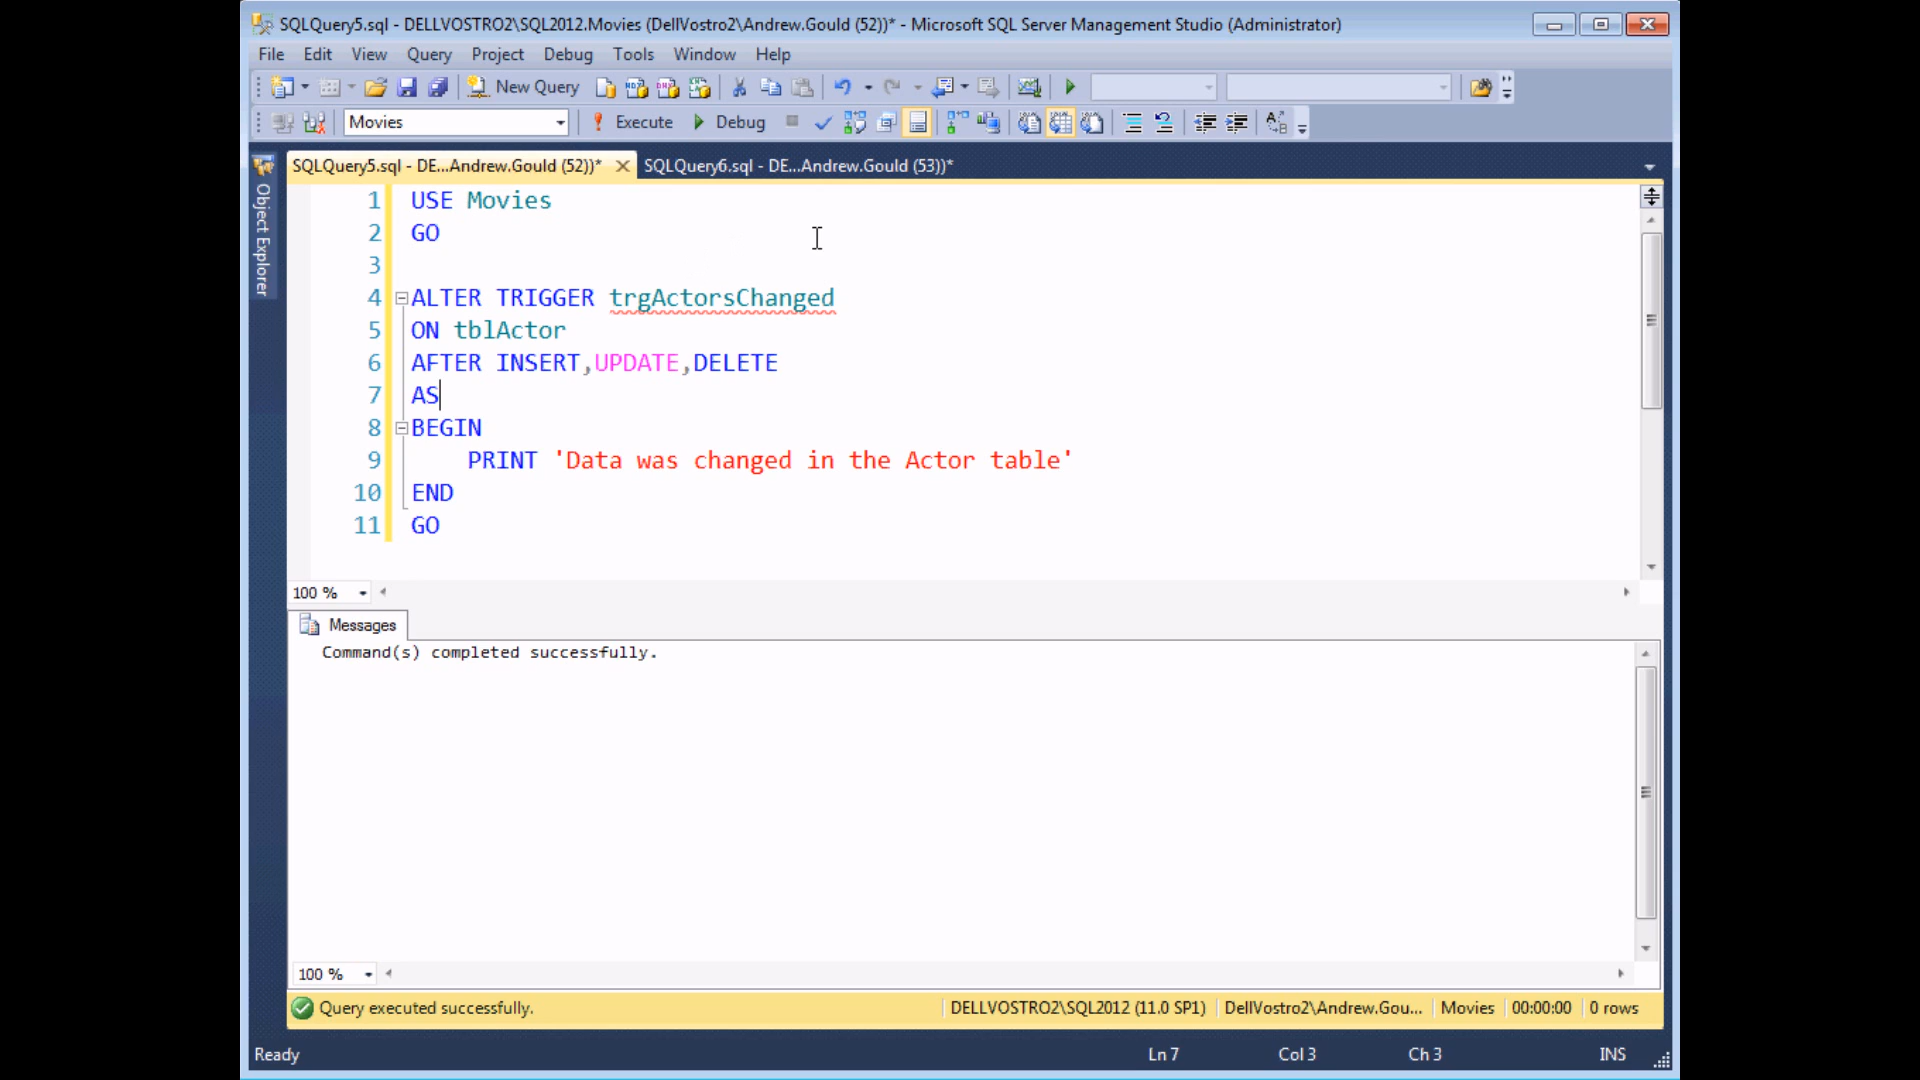 SQLQuery5.sql - DELLVOSTRO2\SQL2012.Movies (DellVostro2\Andrew.Gould (52))* - Microsoft SQL Server Management Studio (Administrator)
File Edit View Query Project Debug Tools Window Help
New Query
Movies Execute Debug
SQLQuery5.sql - DE...Andrew.Gould (52))* SQLQuery6.sql - DE...Andrew.Gould (53))*
Object Explorer
1 USE Movies
2 GO
3
4 ALTER TRIGGER trgActorsChanged
5 ON tblActor
6 AFTER INSERT,UPDATE,DELETE
7 AS
8 BEGIN
9 PRINT 'Data was changed in the Actor table'
10 END
11 GO
100 %
Messages
Command(s) completed successfully.
100 %
Query executed successfully. DELLVOSTRO2\SQL2012 (11.0 SP1) DellVostro2\Andrew.Gou... Movies 00:00:00 0 rows
Ready Ln 7 Col 3 Ch 3 INS